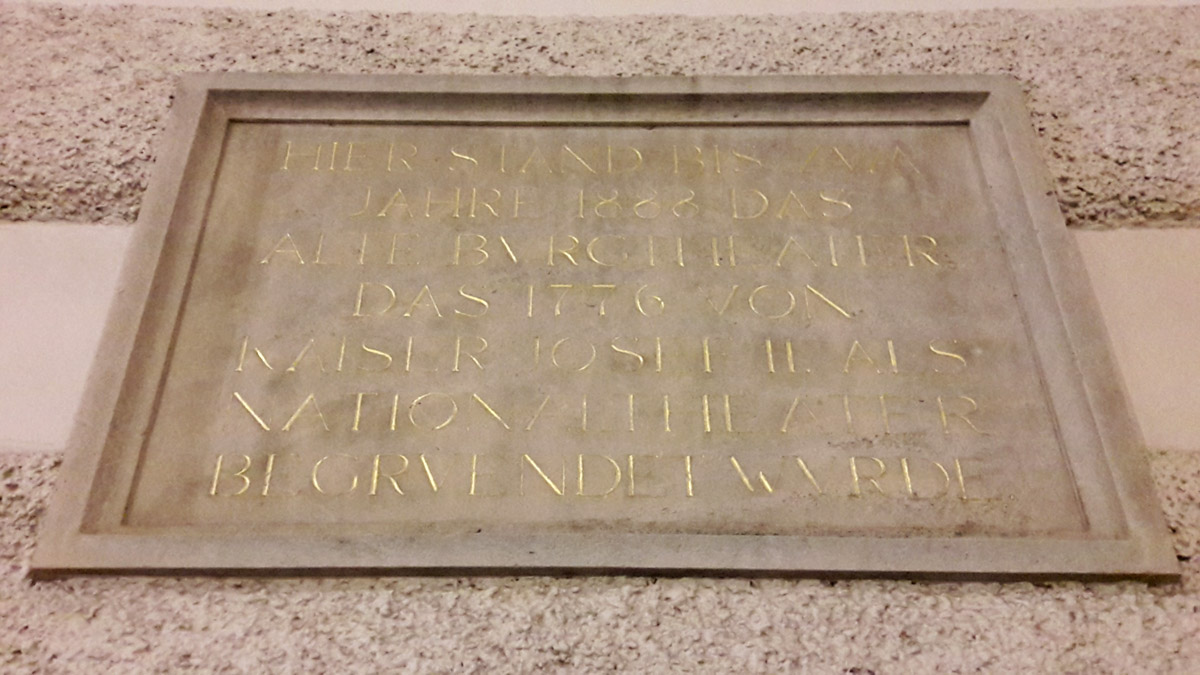 HIER STAND BIS ZVM
JAHRE 1888 DAS
ALTE BVRGTHEATER
DAS 1776 VON
KAISER JOSEF II. ALS
NATIONALTHEATER
BEGRVENDET WVRDE.